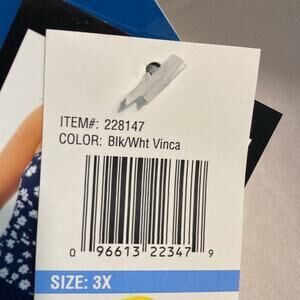 ITEM#: 228147
COLOR: Blk/Wht Vinca
0 96613 22347 9
SIZE: 3X